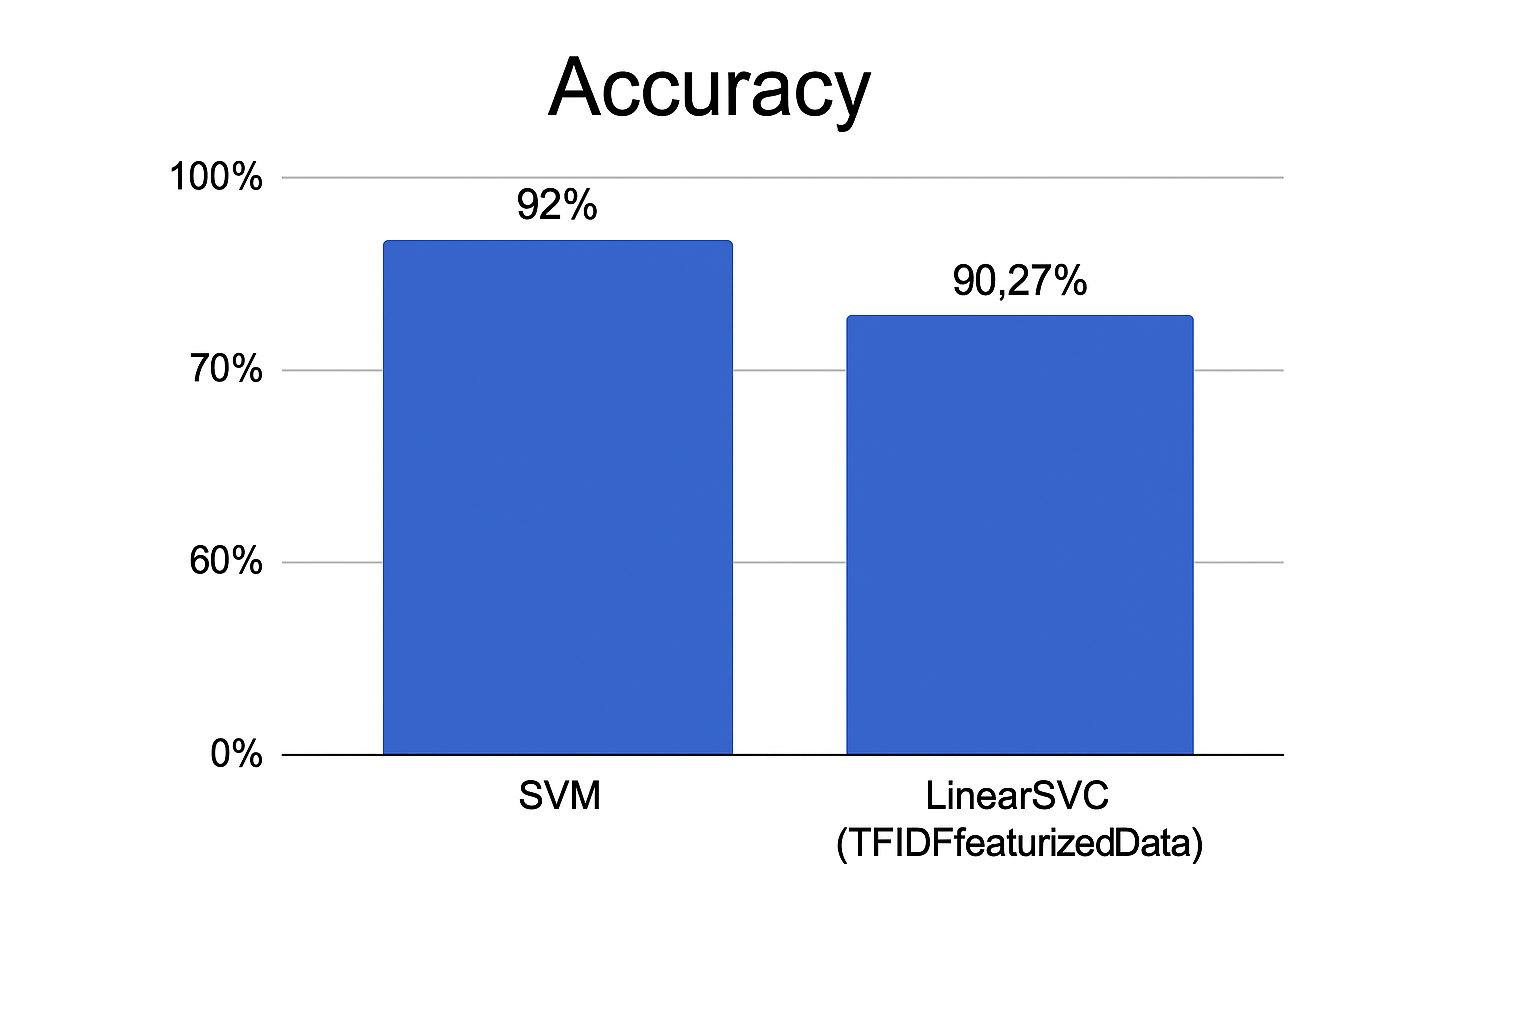 Accuracy
100%
92%
90,27%
70%
60%
0%
SVM
LinearSVC
(TFIDFfeaturizedData)